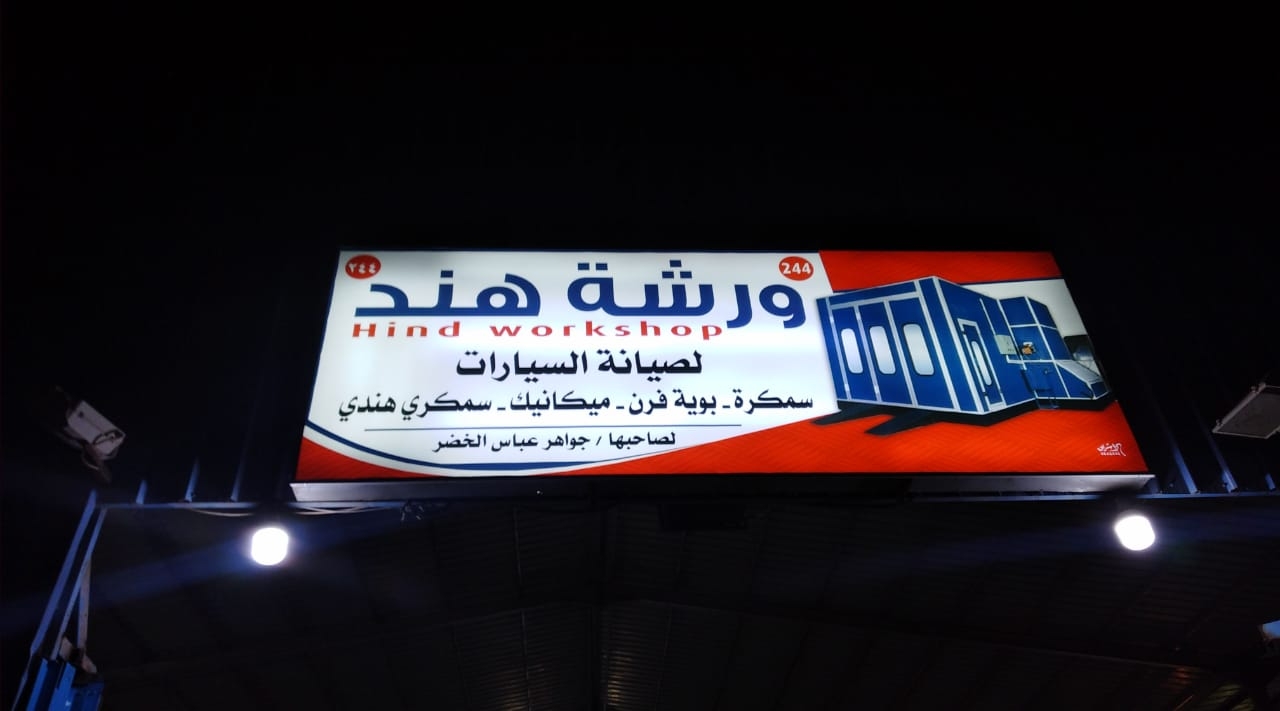 244
٢٤٤
ورشة هند
Hind workshop
لصيانة السيارات
سمكرة - بوية فرن - ميكانيك - سمكري هندي
لصاحبها / جواهر عباس الخضر